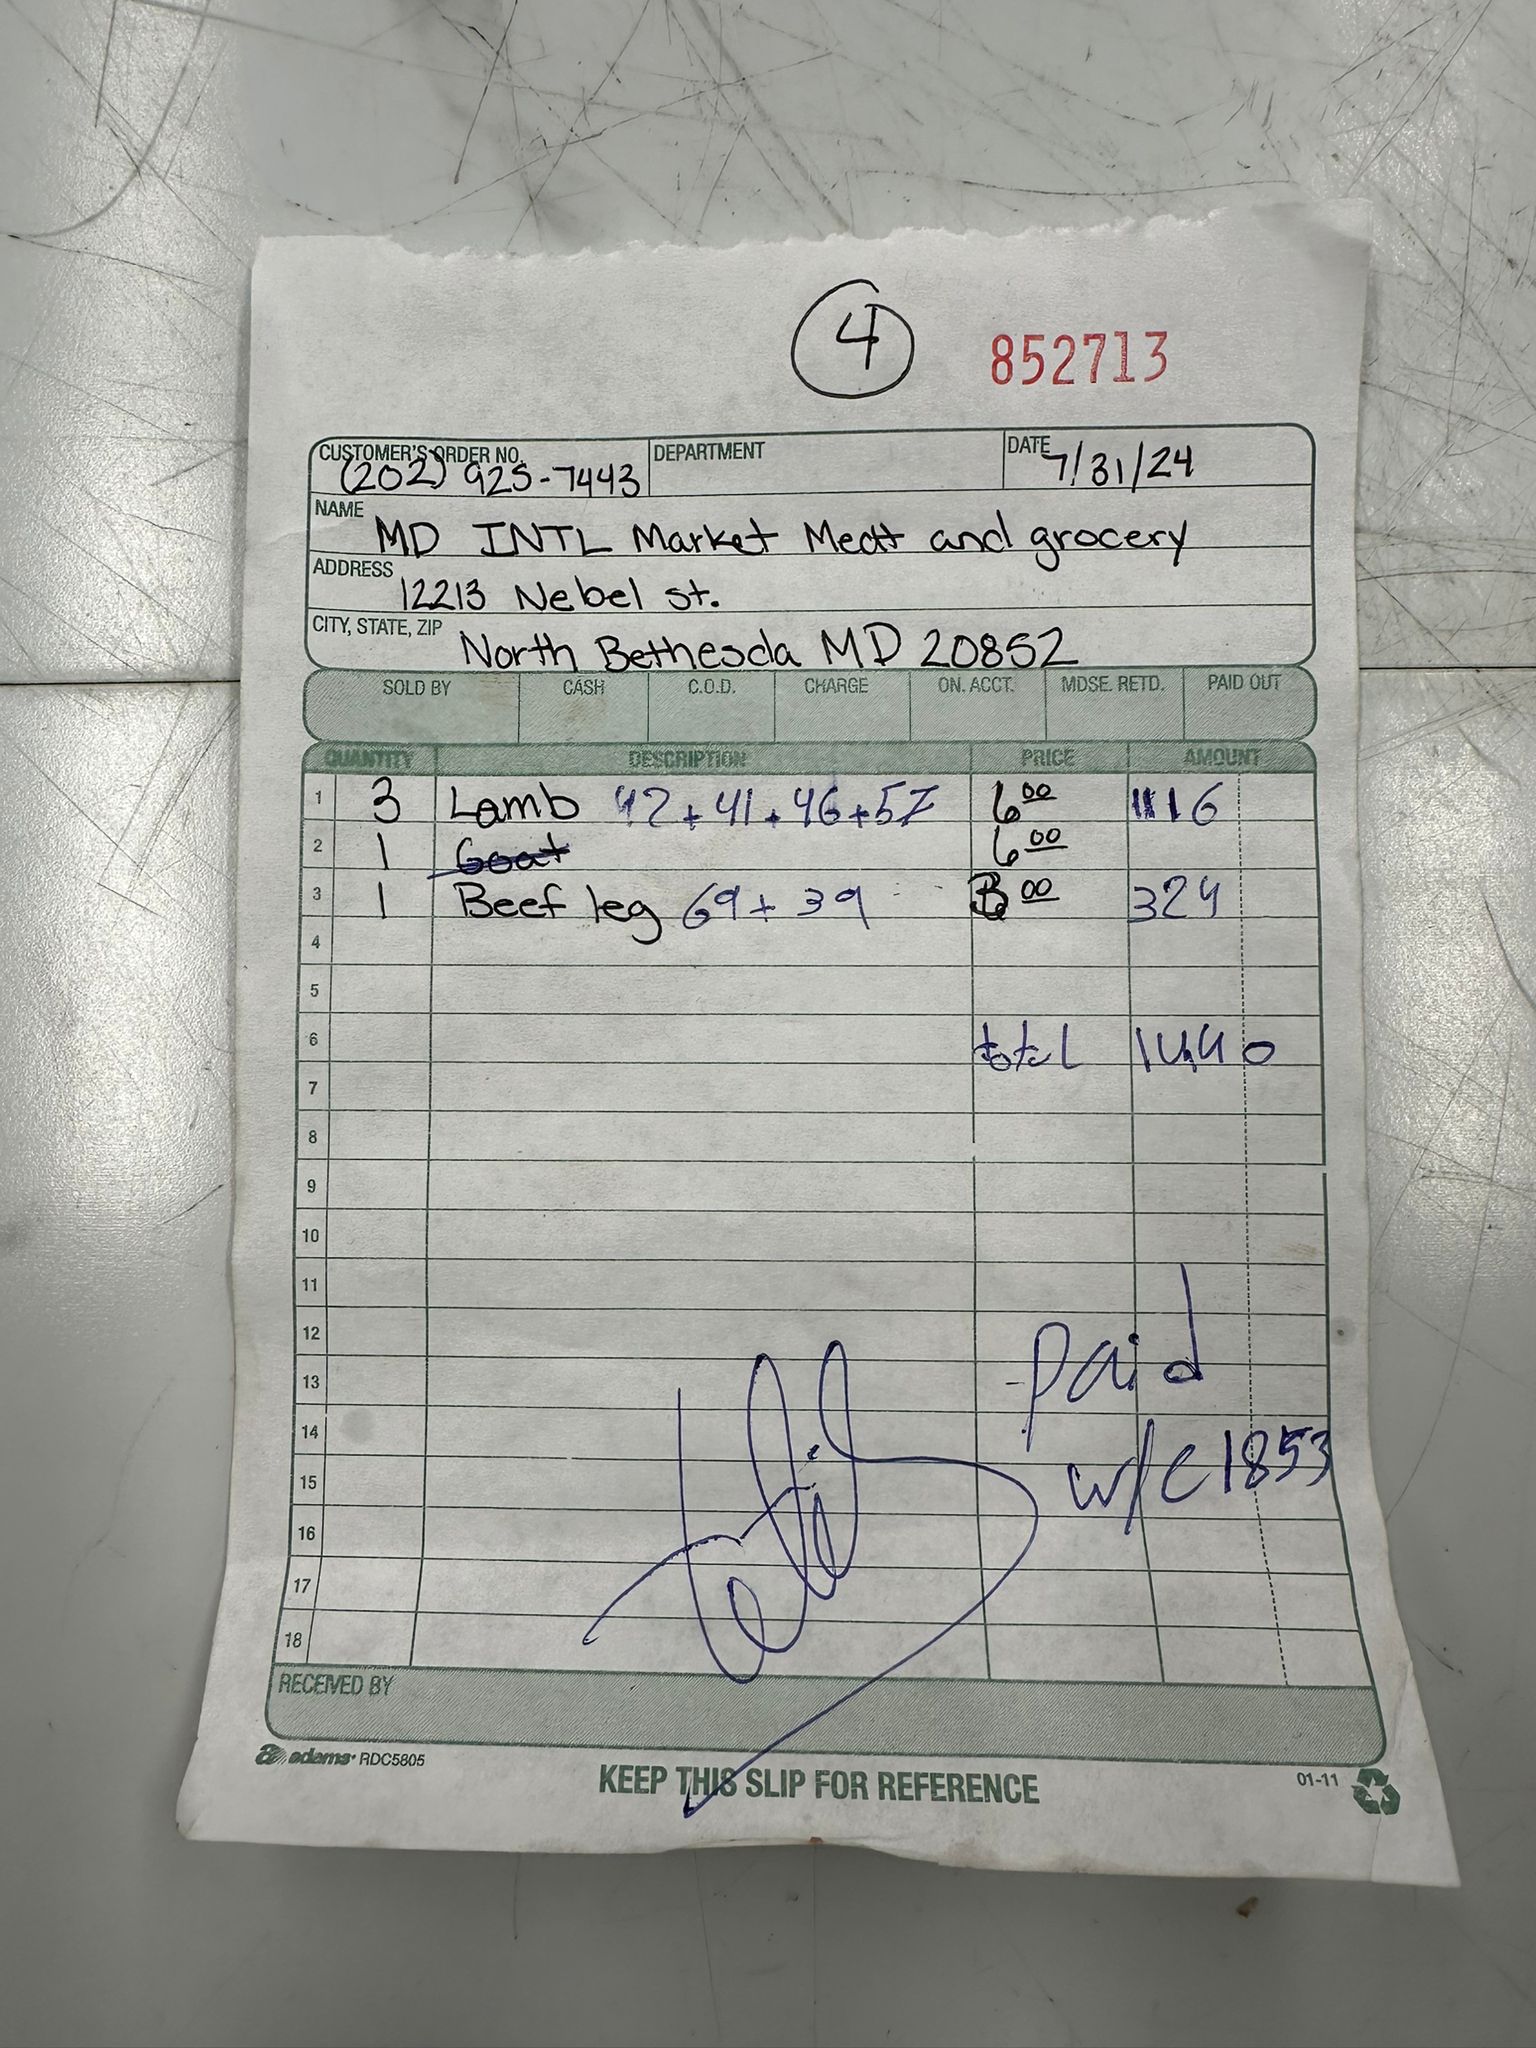 4
852713
CUSTOMER'S ORDER NO. DEPARTMENT DATE
(202) 925-7443 7/31/24
NAME MD INTL Market Meat and grocery
ADDRESS 12213 Nebel st.
CITY, STATE, ZIP North Bethesda MD 20852
SOLD BY CASH C.O.D. CHARGE ON. ACCT. MDSE. RETD. PAID OUT
QUANTITY DESCRIPTION PRICE AMOUNT
1 3 Lamb 42+41+46+57 6 00 1116
2 1 Goat 6 00
3 1 Beef leg 69+39 3 00 324
4
5
6 total 1440
7
8
9
10
11
12
13 paid
14
15 w/c 1853
16
17
18
RECEIVED BY
adams RDC5805
KEEP THIS SLIP FOR REFERENCE
01-11